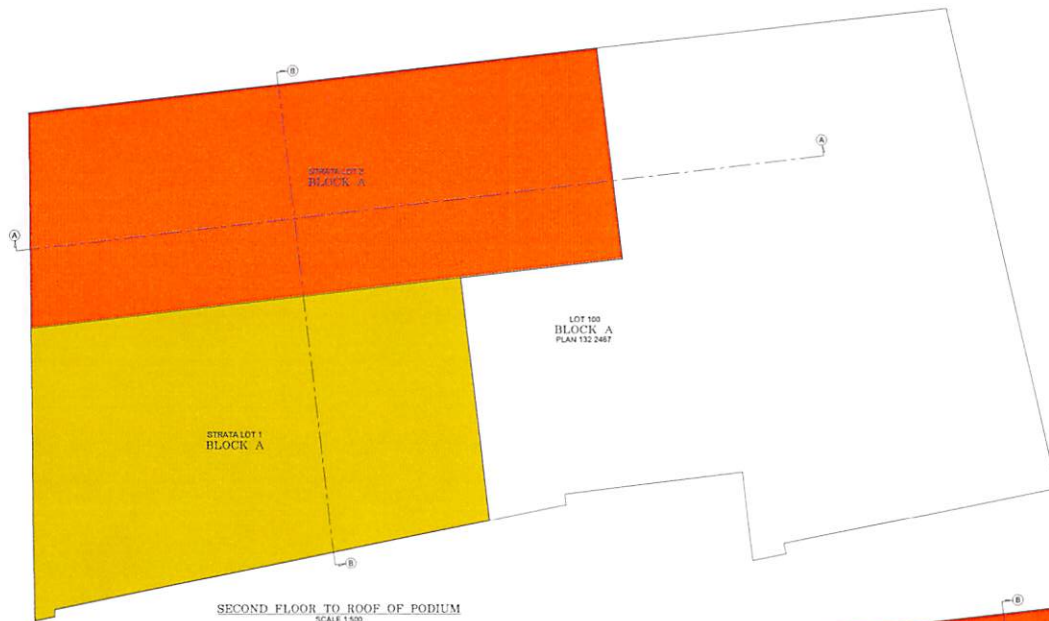 B
A
STRATA LOT 2
BLOCK A
A
LOT 100
BLOCK A
PLAN 132 2467
STRATA LOT 1
BLOCK A
B
SECOND FLOOR TO ROOF OF PODIUM
SCALE 1:500
B